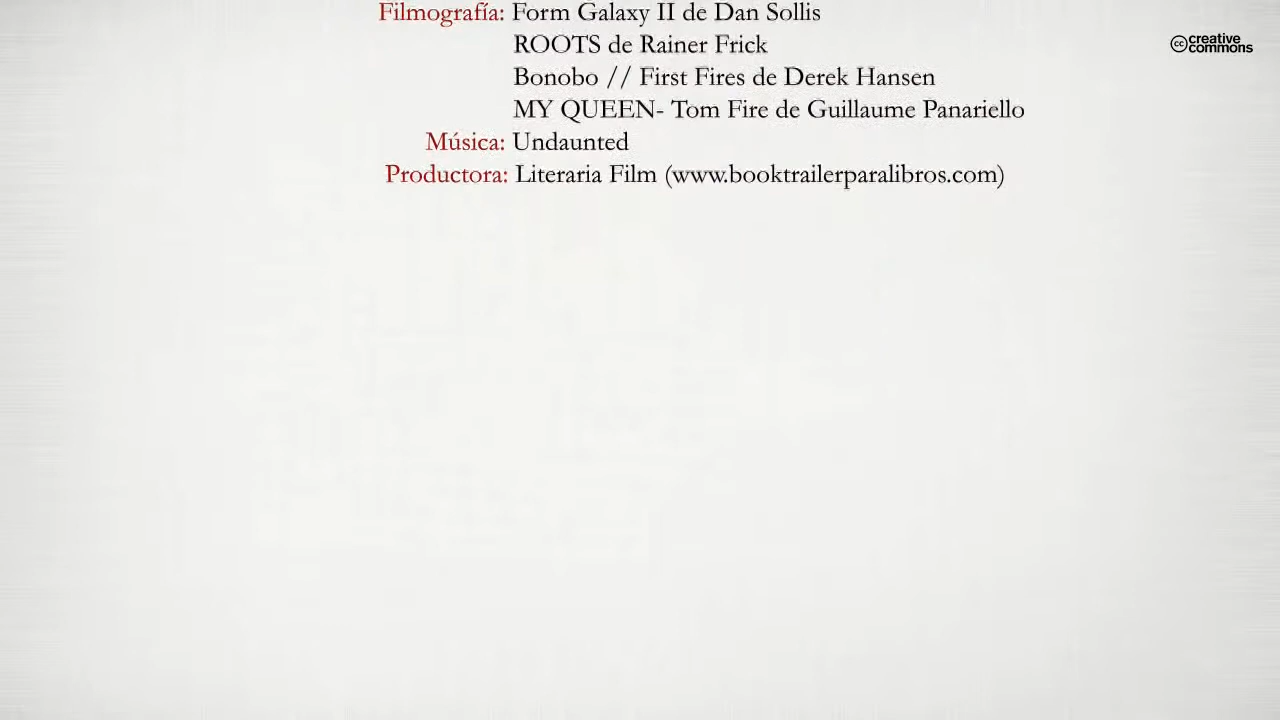 Filmografía: Form Galaxy II de Dan Sollis
ROOTS de Rainer Frick
Bonobo // First Fires de Derek Hansen
MY QUEEN- Tom Fire de Guillaume Panariello
Música: Undaunted
Productora: Literaria Film (www.booktrailerparalibros.com)
cc creative
commons